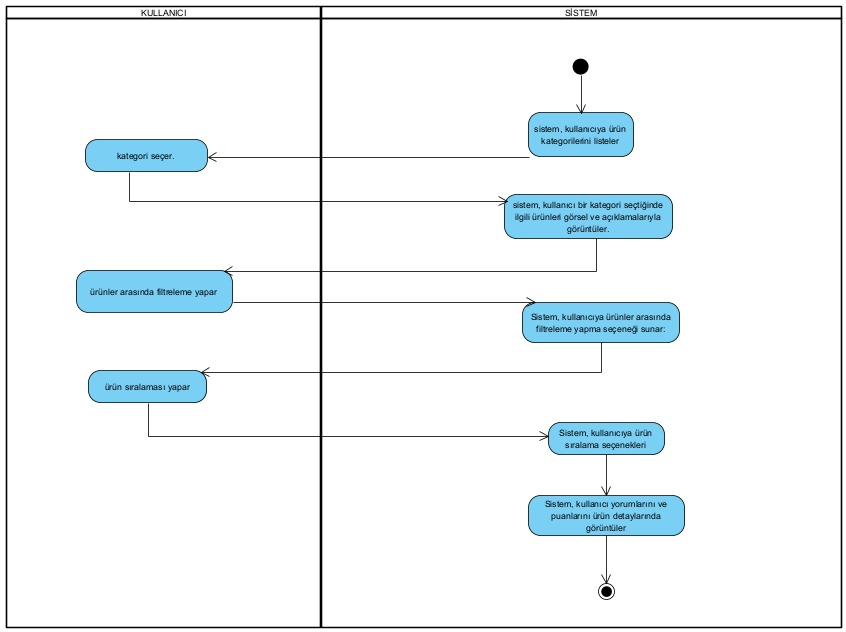 KULLANICI
SİSTEM
sistem, kullanıcıya ürün
kategorilerini listeler
kategori seçer.
sistem, kullanıcı bir kategori seçtiğinde
ilgili ürünleri görsel ve açıklamalarıyla
görüntüler.
ürünler arasında filtreleme yapar
Sistem, kullanıcıya ürünler arasında
filtreleme yapma seçeneği sunar:
ürün sıralaması yapar
Sistem, kullanıcıya ürün
sıralama seçenekleri
Sistem, kullanıcı yorumlarını ve
puanlarını ürün detaylarında
görüntüler